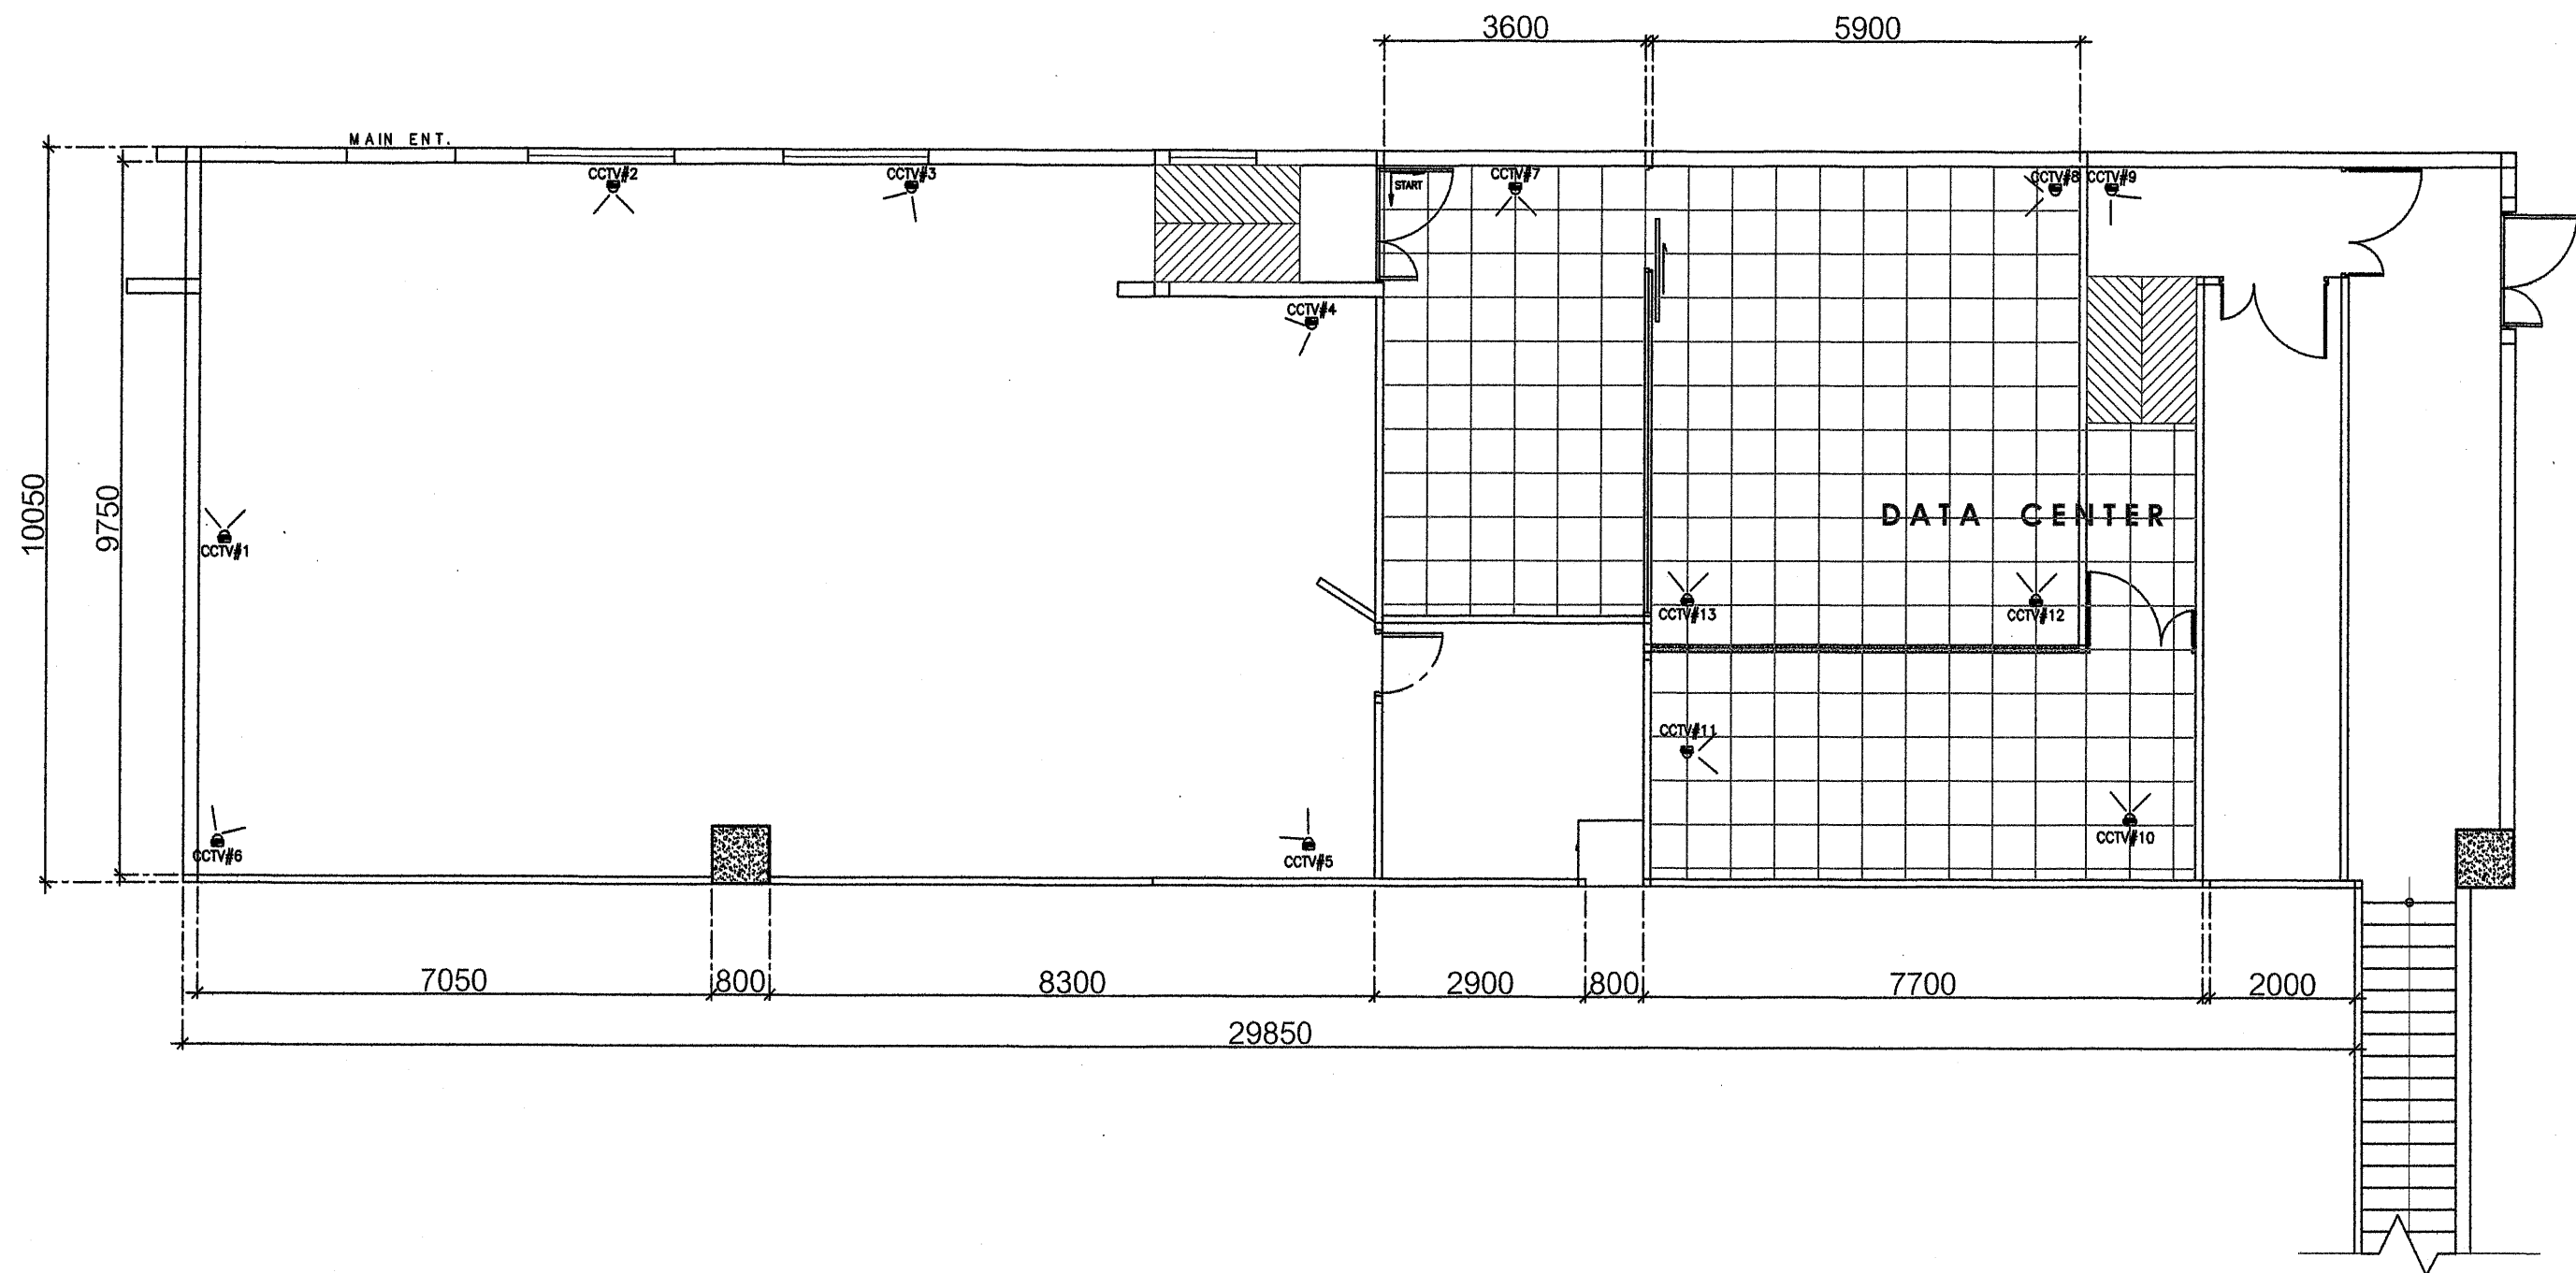 3600
5900
MAIN ENT.
CCTV#2
CCTV#3
START
CCTV#7
CCTV#8
CCTV#9
CCTV#4
10050
9750
DATA CENTER
CCTV#1
CCTV#13
CCTV#12
CCTV#11
CCTV#10
CCTV#6
CCTV#5
7050
800
8300
2900
800
7700
2000
29850